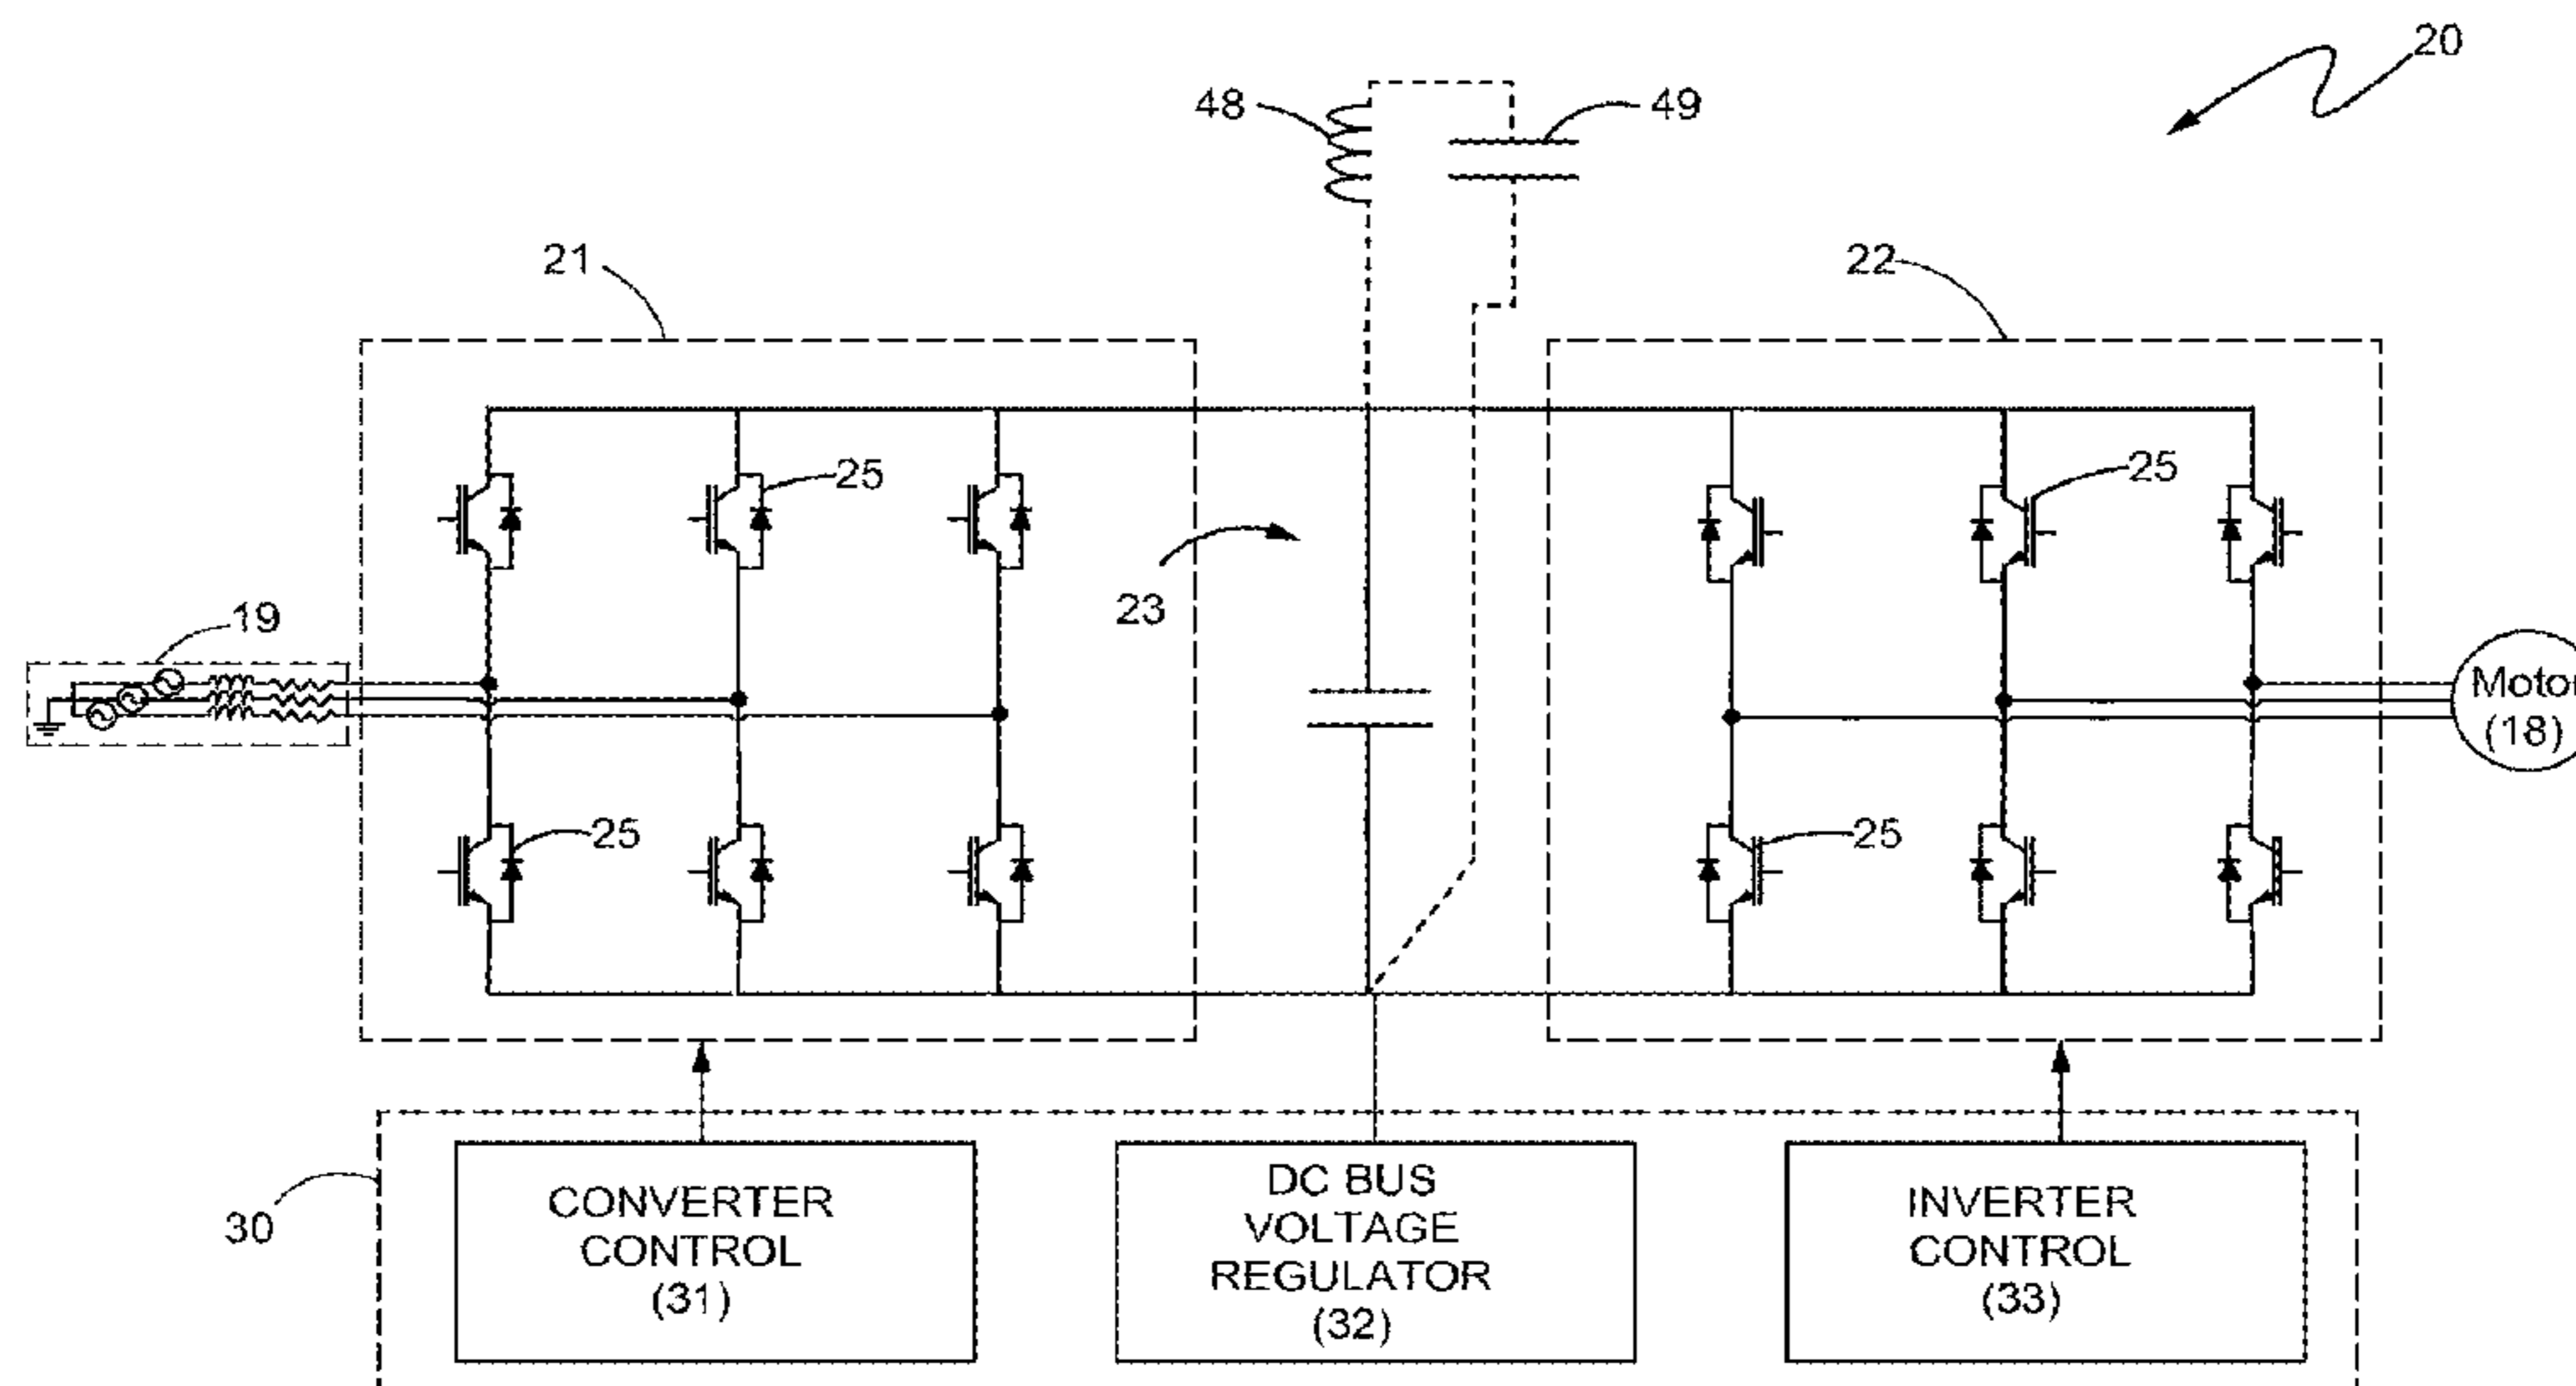 20
48
49
21
22
25
25
23
19
Motor
(18)
25
25
30
CONVERTER
CONTROL
(31)
DC BUS
VOLTAGE
REGULATOR
(32)
INVERTER
CONTROL
(33)